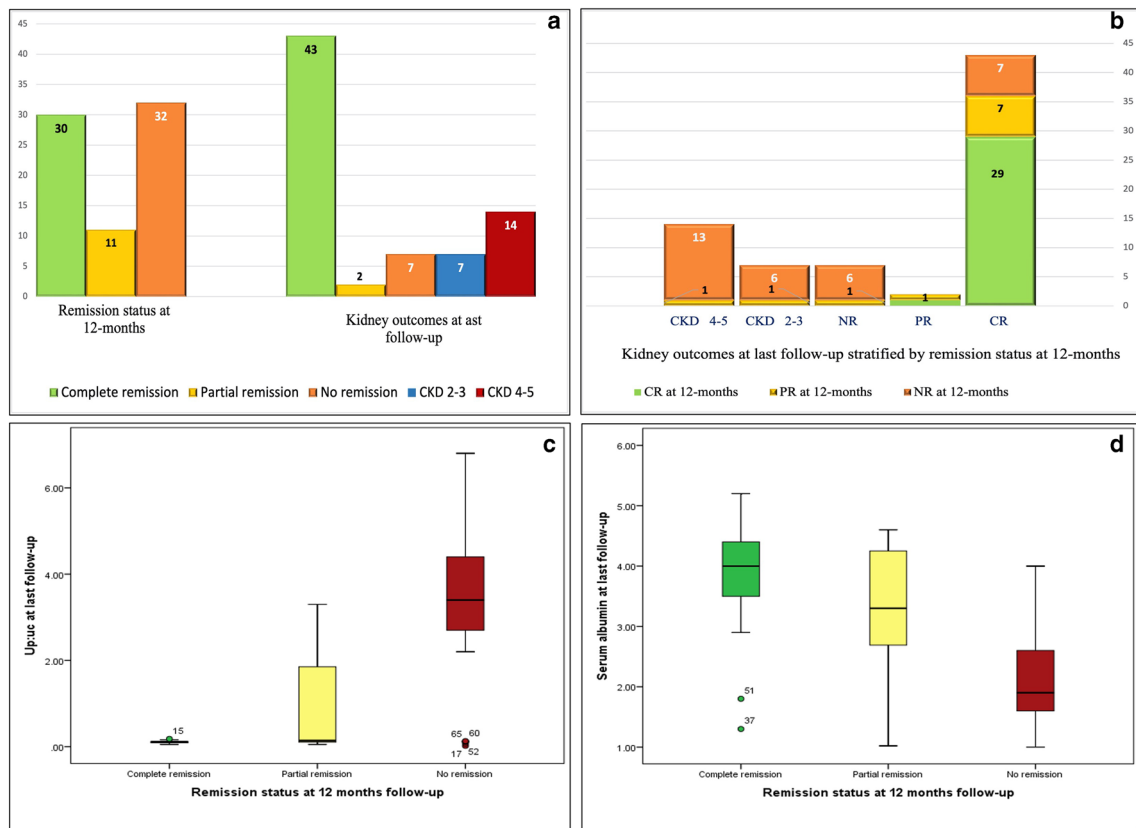 a
45
40
35
30
25
20
15
10
5
0
30
11
32
43
2
7
7
14
Remission status at
12-months
Kidney outcomes at ast
follow-up
Complete remission Partial remission No remission CKD 2-3 CKD 4-5
b
45
40
35
30
25
20
15
10
5
0
13
1
6
1
6
1
1
7
7
29
CKD 4-5 CKD 2-3 NR PR CR
Kidney outcomes at last follow-up stratified by remission status at 12-months
CR at 12-months PR at 12-months NR at 12-months
c
Up:uc at last follow-up
6.00
4.00
2.00
.00
15
65 60
17 52
Complete remission Partial remission No remission
Remission status at 12 months follow-up
d
Serum albumin at last follow-up
6.00
5.00
4.00
3.00
2.00
1.00
51
37
Complete remission Partial remission No remission
Remission status at 12 months follow-up